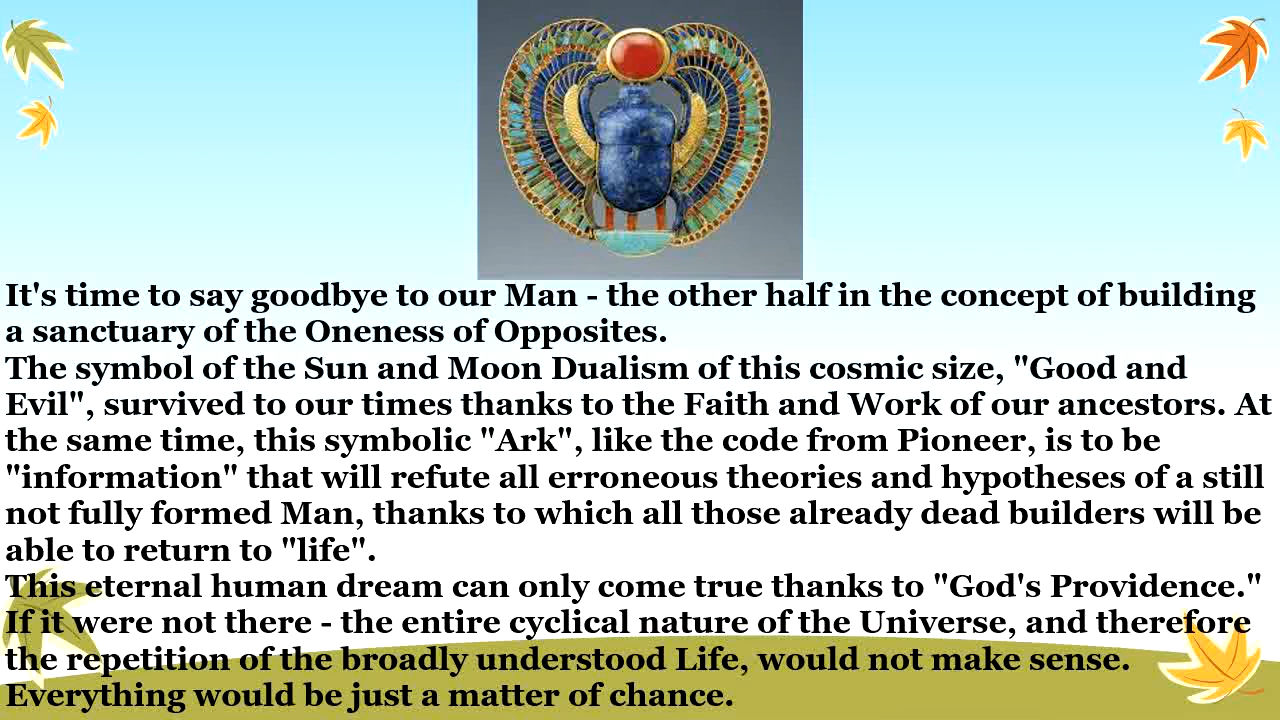 It's time to say goodbye to our Man - the other half in the concept of building
a sanctuary of the Oneness of Opposites.
The symbol of the Sun and Moon Dualism of this cosmic size, "Good and
Evil", survived to our times thanks to the Faith and Work of our ancestors. At
the same time, this symbolic "Ark", like the code from Pioneer, is to be
"information" that will refute all erroneous theories and hypotheses of a still
not fully formed Man, thanks to which all those already dead builders will be
able to return to "life".
This eternal human dream can only come true thanks to "God's Providence."
If it were not there - the entire cyclical nature of the Universe, and therefore
the repetition of the broadly understood Life, would not make sense.
Everything would be just a matter of chance.